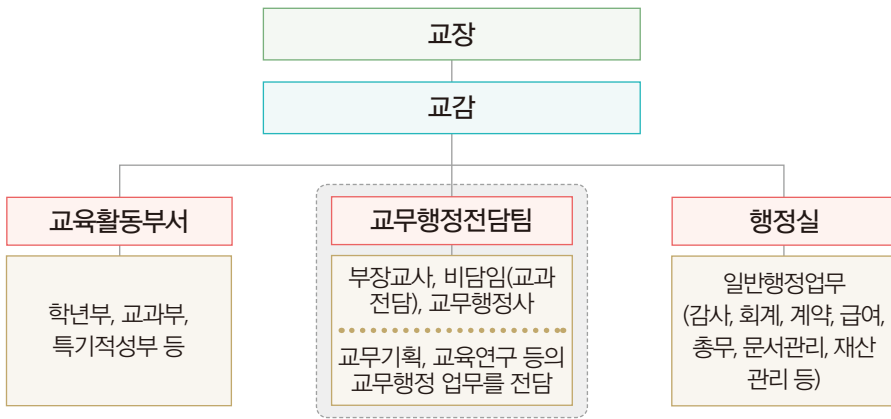 교장
교감
교육활동부서
학년부, 교과부,
특기적성부 등
교무행정전담팀
부장교사, 비담임(교과
전담), 교무행정사
교무기획, 교육연구 등의
교무행정 업무를 전담
행정실
일반행정업무
(감사, 회계, 계약, 급여,
총무, 문서관리, 재산
관리 등)